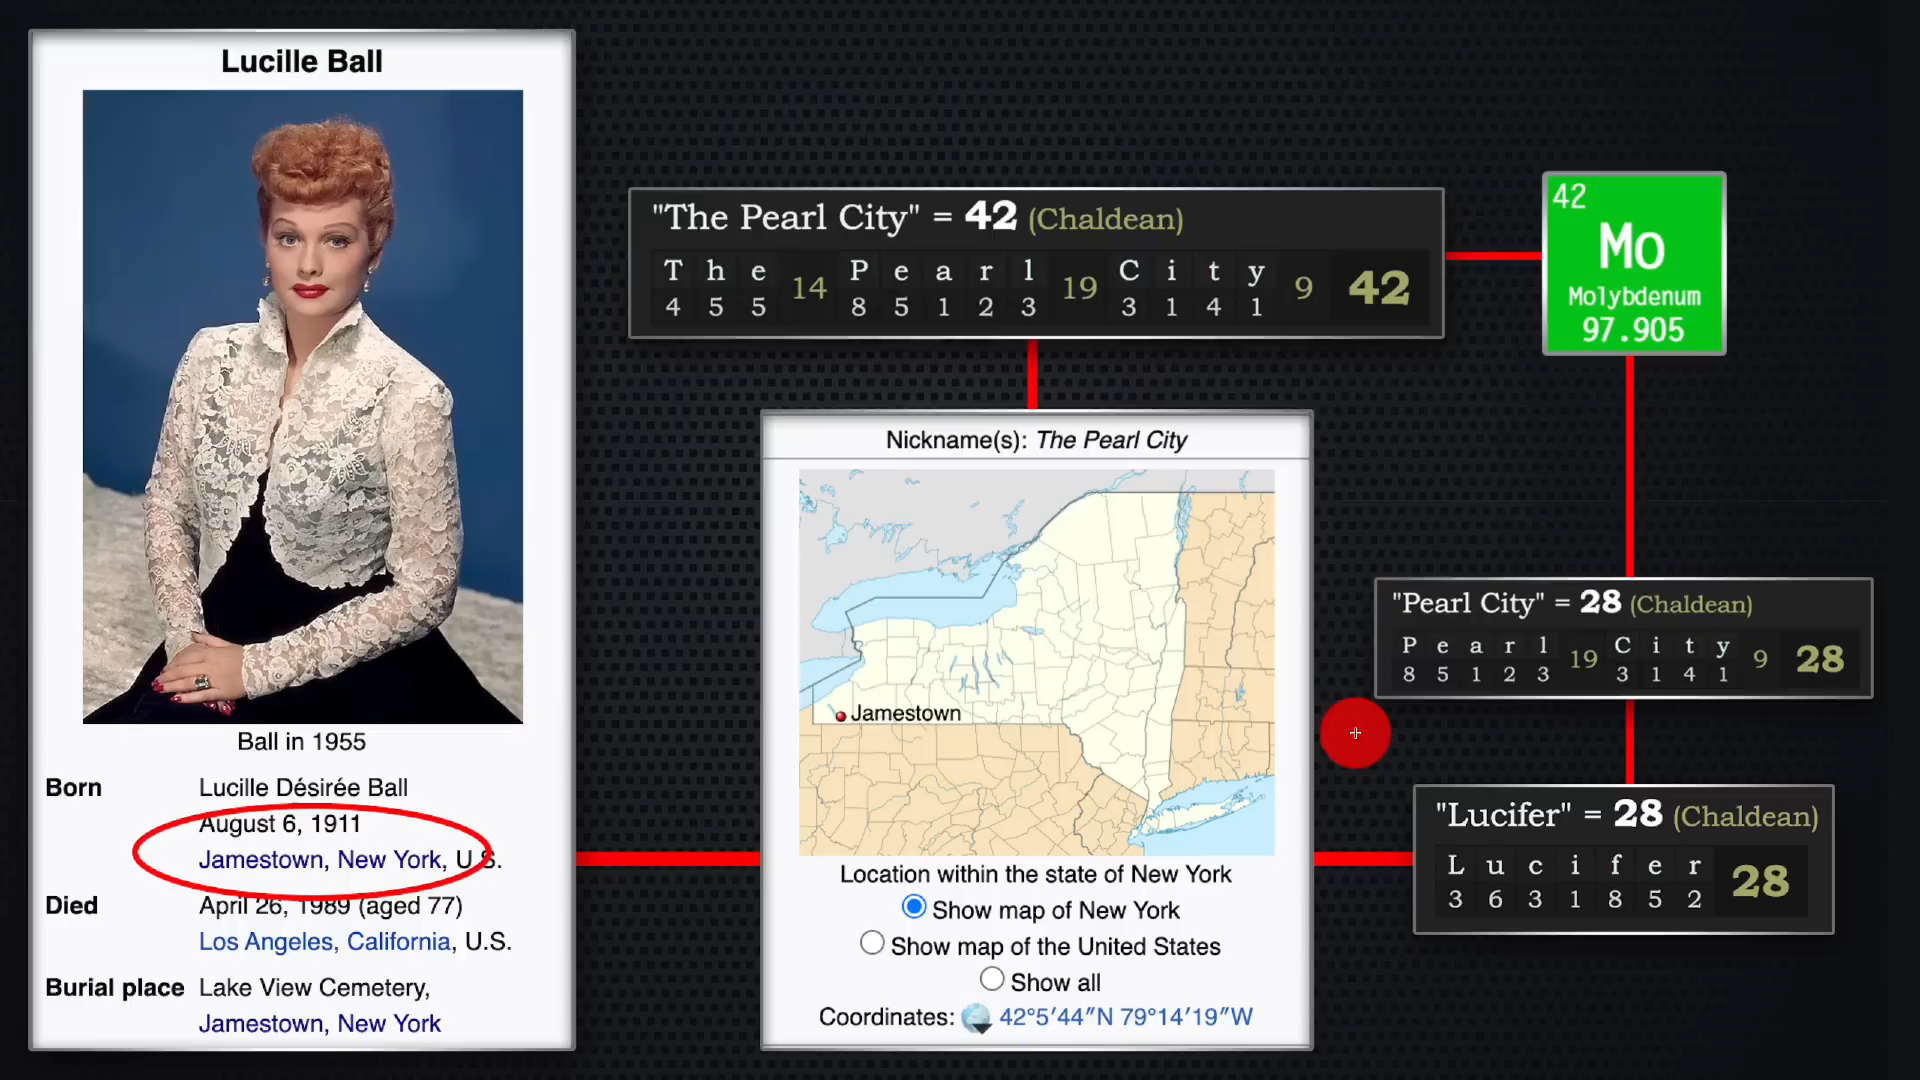 Lucille Ball
Ball in 1955
Born Lucille Désirée Ball
August 6, 1911
Jamestown, New York, U.S.
Died April 26, 1989 (aged 77)
Los Angeles, California, U.S.
Burial place Lake View Cemetery,
Jamestown, New York
"The Pearl City" = 42 (Chaldean)
T h e 14 P e a r l 19 C i t y 9 42
4 5 5 8 5 1 2 3 3 1 4 1
Nickname(s): The Pearl City
Jamestown
Location within the state of New York
Show map of New York
Show map of the United States
Show all
Coordinates: 42°5′44″N 79°14′19″W
42
Mo
Molybdenum
97.905
"Pearl City" = 28 (Chaldean)
P e a r l 19 C i t y 9 28
8 5 1 2 3 3 1 4 1
"Lucifer" = 28 (Chaldean)
L u c i f e r 28
3 6 3 1 8 5 2